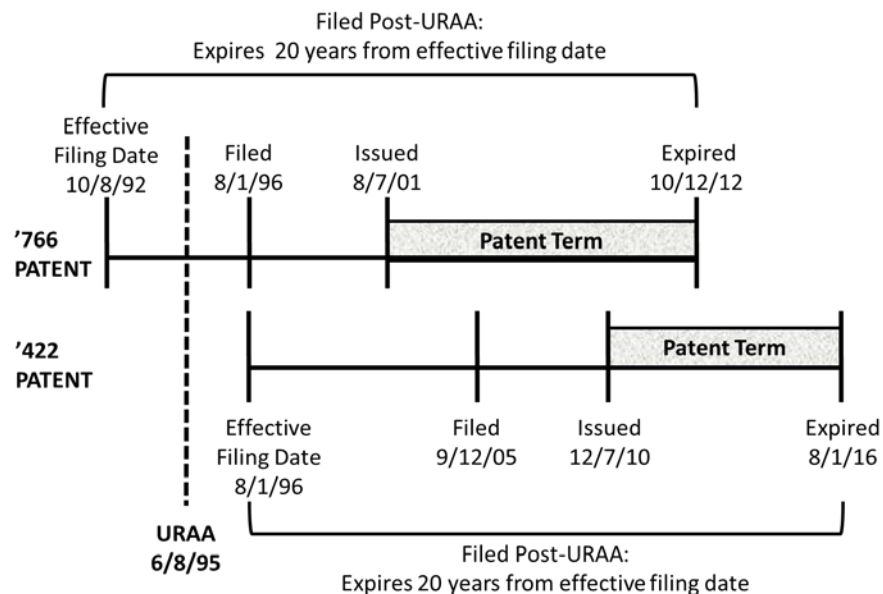 Filed Post-URAA:
Expires 20 years from effective filing date
Effective
Filing Date
10/8/92
Filed
8/1/96
Issued
8/7/01
Expired
10/12/12
’766
PATENT
Patent Term
’422
PATENT
Patent Term
Effective
Filing Date
8/1/96
Filed
9/12/05
Issued
12/7/10
Expired
8/1/16
URAA
6/8/95
Filed Post-URAA:
Expires 20 years from effective filing date